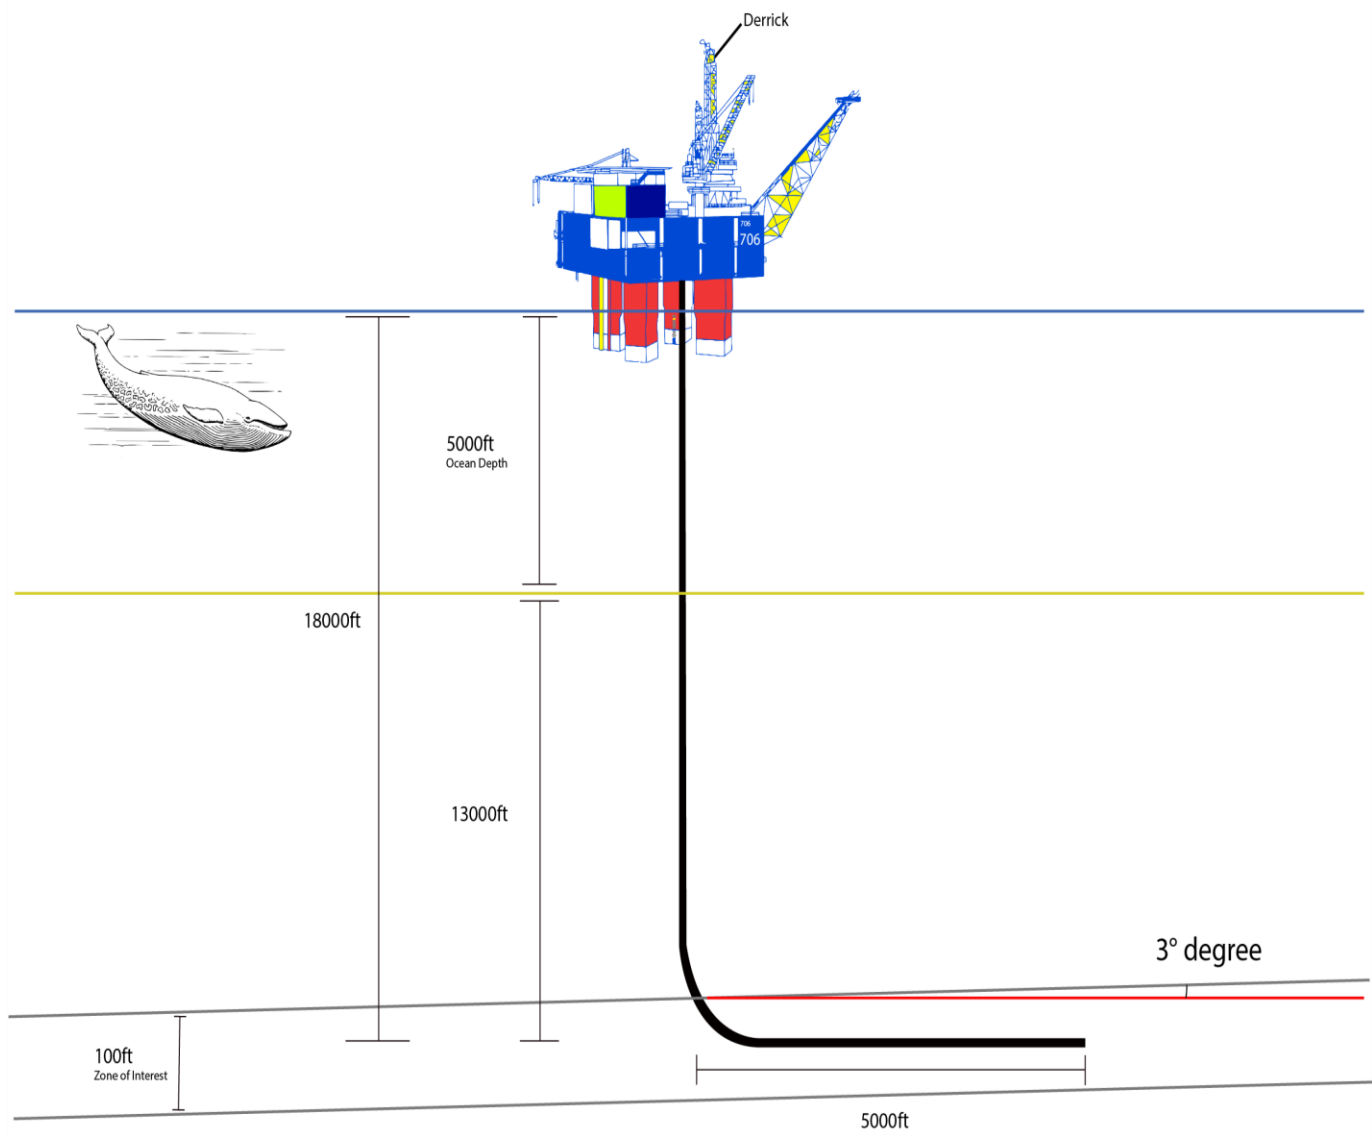 Derrick
706
706
5000ft
Ocean Depth
18000ft
13000ft
3° degree
100ft
Zone of Interest
5000ft